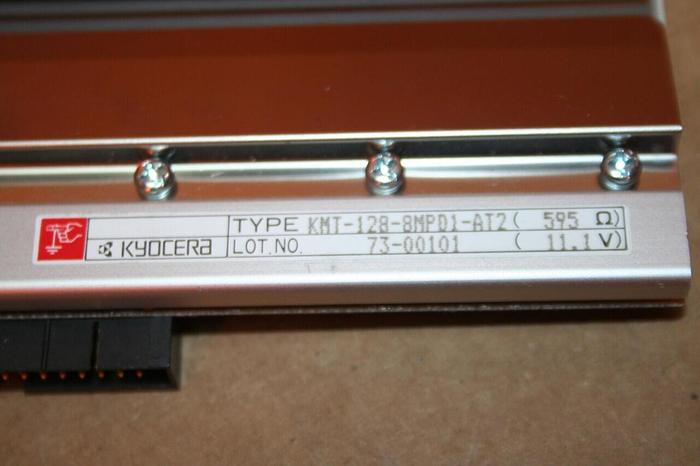 TYPE KMT-128-8MPD1-AT2 ( 595 Ω)
KYOCERA LOT.NO. 73-00101 ( 11.1 V)